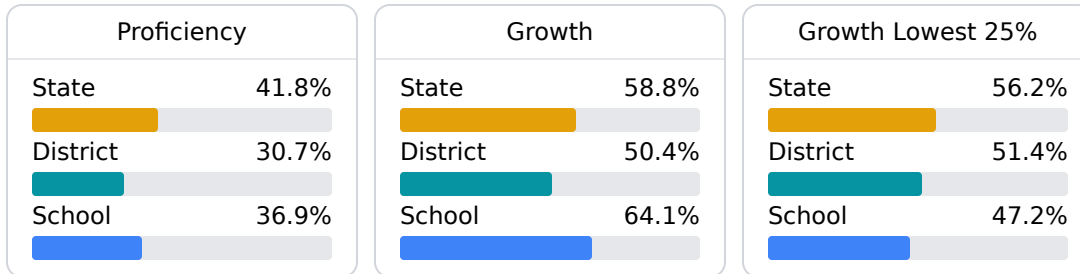 Proficiency
State 41.8%
District 30.7%
School 36.9%
Growth
State 58.8%
District 50.4%
School 64.1%
Growth Lowest 25%
State 56.2%
District 51.4%
School 47.2%